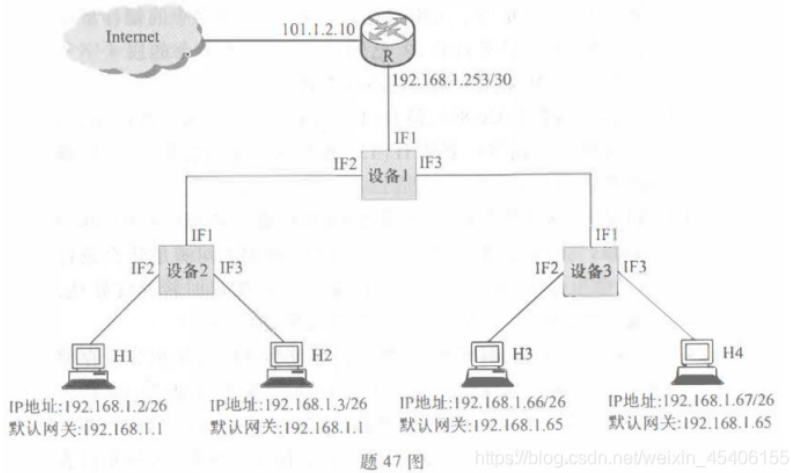 Internet
101.1.2.10
R
192.168.1.253/30
IF1
IF2
设备1
IF3
IF1
IF2
设备2
IF3
IF1
IF2
设备3
IF3
H1
H2
H3
H4
IP地址:192.168.1.2/26
默认网关:192.168.1.1
IP地址:192.168.1.3/26
默认网关:192.168.1.1
IP地址:192.168.1.66/26
默认网关:192.168.1.65
IP地址:192.168.1.67/26
默认网关:192.168.1.65
题 47 图
https://blog.csdn.net/weixin_45406155